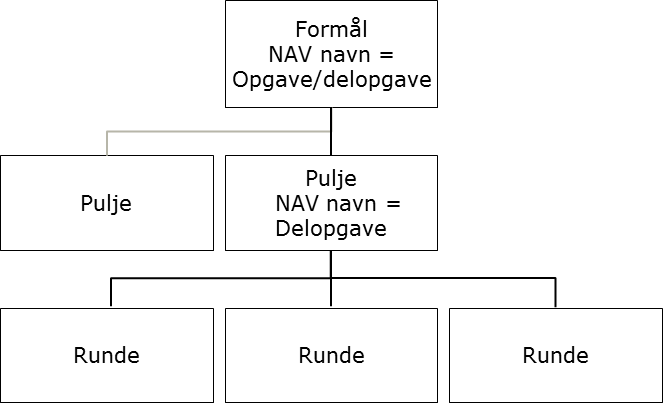 Formål
NAV navn =
Opgave/delopgave
Pulje
Pulje
NAV navn =
Delopgave
Runde
Runde
Runde